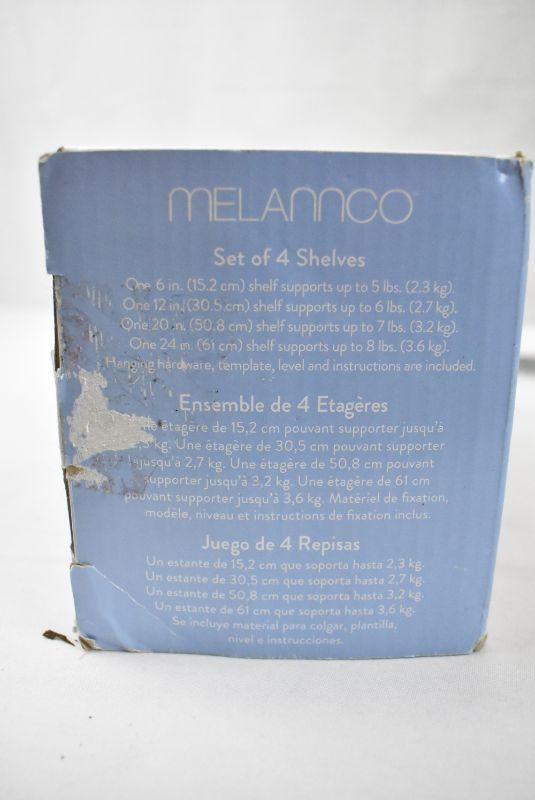 MELANNCO™
Set of 4 Shelves
One 6 in. (15.2 cm) shelf supports up to 5 lbs. (2.3 kg).
One 12 in. (30.5 cm) shelf supports up to 6 lbs. (2.7 kg).
One 20 in. (50.8 cm) shelf supports up to 7 lbs. (3.2 kg).
One 24 in. (61 cm) shelf supports up to 8 lbs. (3.6 kg).
Hanging hardware, template, level and instructions are included.
Ensemble de 4 Etagères
étagère de 15,2 cm pouvant supporter jusqu'à
kg. Une étagère de 30,5 cm pouvant supporter
jusqu'à 2,7 kg. Une étagère de 50,8 cm pouvant
supporter jusqu'à 3,2 kg. Une étagère de 61 cm
pouvant supporter jusqu'à 3,6 kg. Matériel de fixation,
modèle, niveau et instructions de fixation inclus.
Juego de 4 Repisas
Un estante de 15,2 cm que soporta hasta 2,3 kg.
Un estante de 30,5 cm que soporta hasta 2,7 kg.
Un estante de 50,8 cm que soporta hasta 3,2 kg.
Un estante de 61 cm que soporta hasta 3,6 kg.
Se incluye material para colgar, plantilla,
nivel e instrucciones.